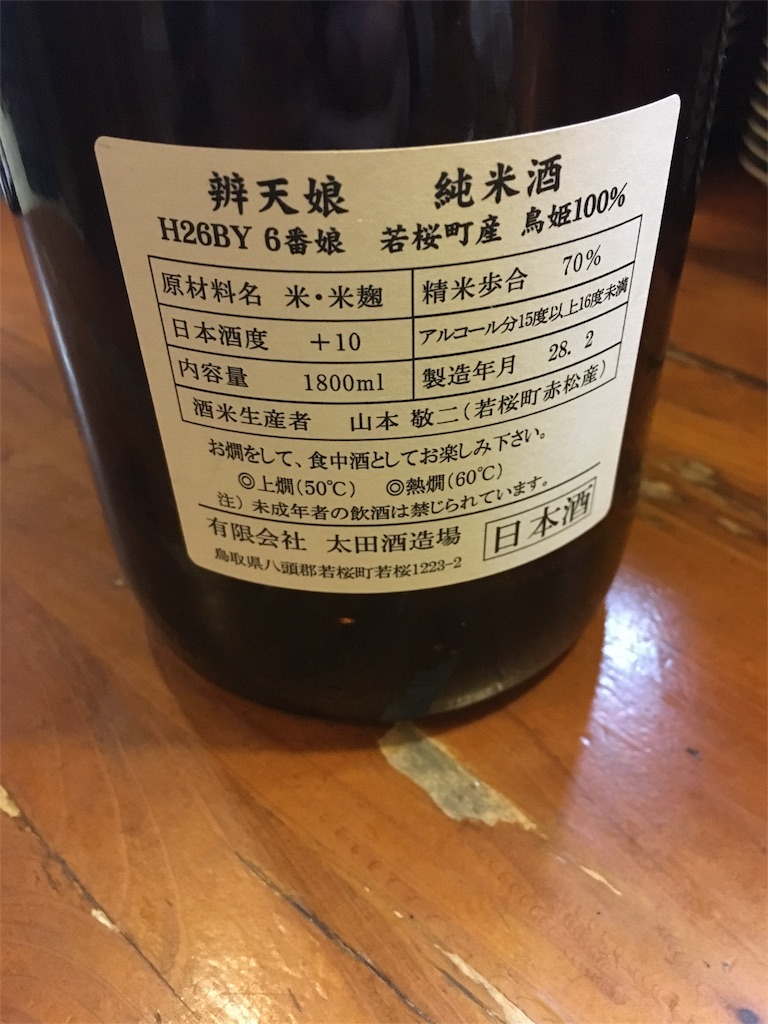 辨天娘　純米酒
H26BY 6番娘　若桜町産 鳥姫100%
原材料名　米・米麹　精米歩合　70%
日本酒度　+10　アルコール分15度以上16度未満
内容量　1800ml　製造年月　28. 2
酒米生産者　山本 敬二(若桜町赤松産)
お燗をして、食中酒としてお楽しみ下さい。
◎上燗(50℃)　◎熱燗(60℃)
注) 未成年者の飲酒は禁じられています。
有限会社　太田酒造場　日本酒
鳥取県八頭郡若桜町若桜1223-2